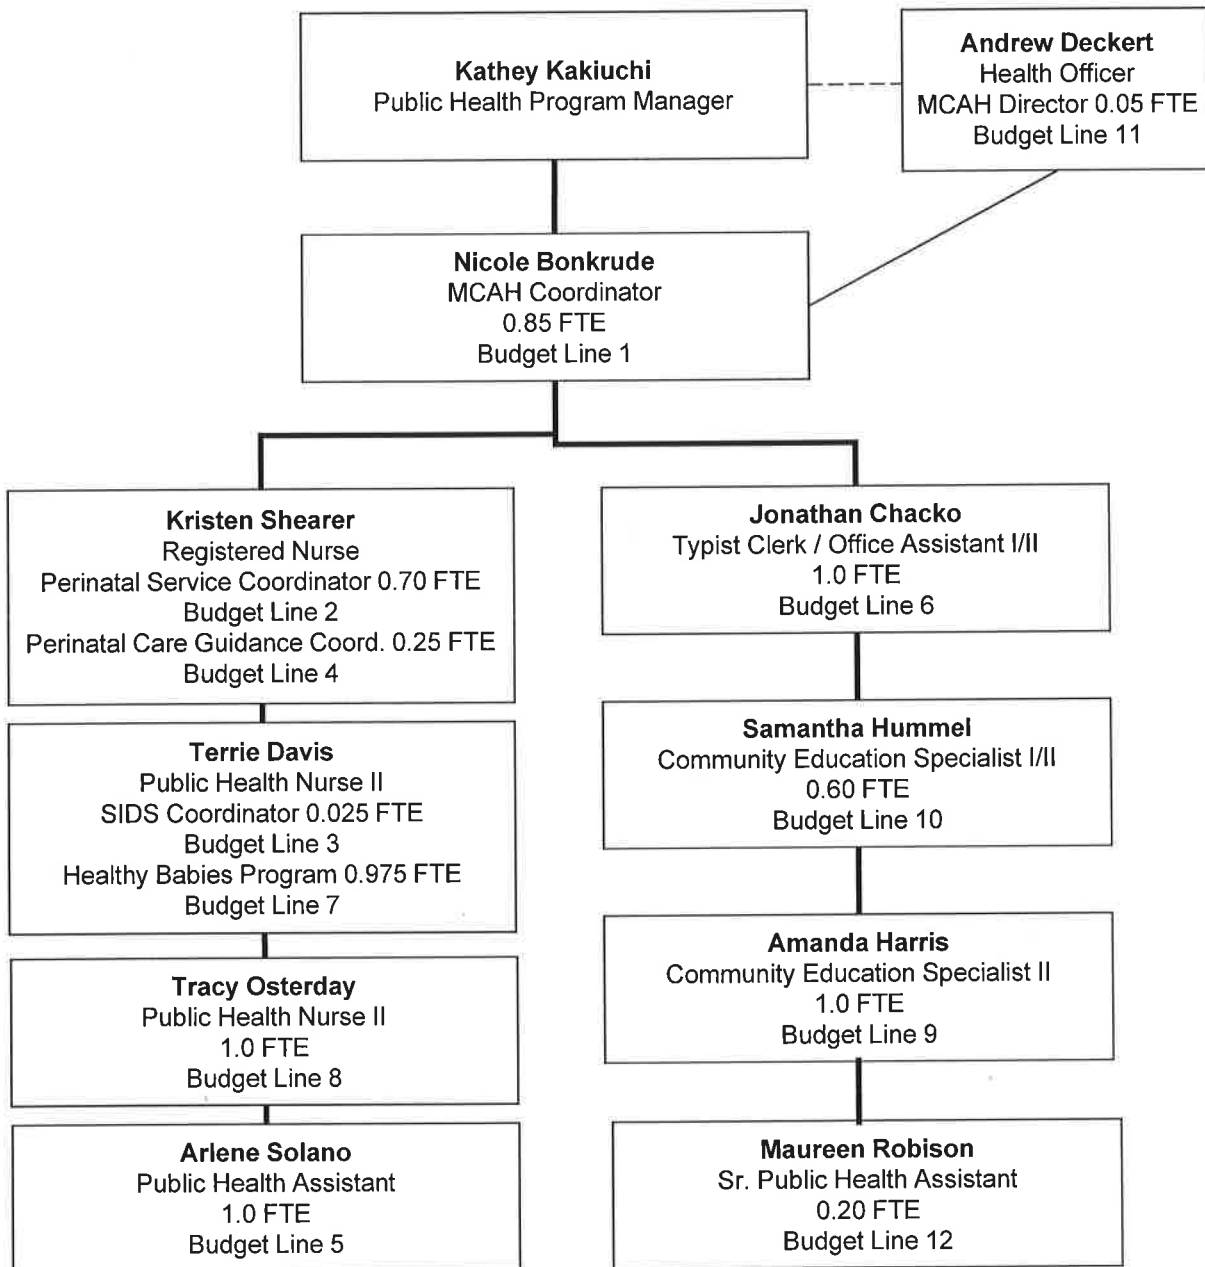 Kathey Kakiuchi
Public Health Program Manager
Andrew Deckert
Health Officer
MCAH Director 0.05 FTE
Budget Line 11
Nicole Bonkrude
MCAH Coordinator
0.85 FTE
Budget Line 1
Kristen Shearer
Registered Nurse
Perinatal Service Coordinator 0.70 FTE
Budget Line 2
Perinatal Care Guidance Coord. 0.25 FTE
Budget Line 4
Terrie Davis
Public Health Nurse II
SIDS Coordinator 0.025 FTE
Budget Line 3
Healthy Babies Program 0.975 FTE
Budget Line 7
Tracy Osterday
Public Health Nurse II
1.0 FTE
Budget Line 8
Arlene Solano
Public Health Assistant
1.0 FTE
Budget Line 5
Jonathan Chacko
Typist Clerk / Office Assistant I/II
1.0 FTE
Budget Line 6
Samantha Hummel
Community Education Specialist I/II
0.60 FTE
Budget Line 10
Amanda Harris
Community Education Specialist II
1.0 FTE
Budget Line 9
Maureen Robison
Sr. Public Health Assistant
0.20 FTE
Budget Line 12